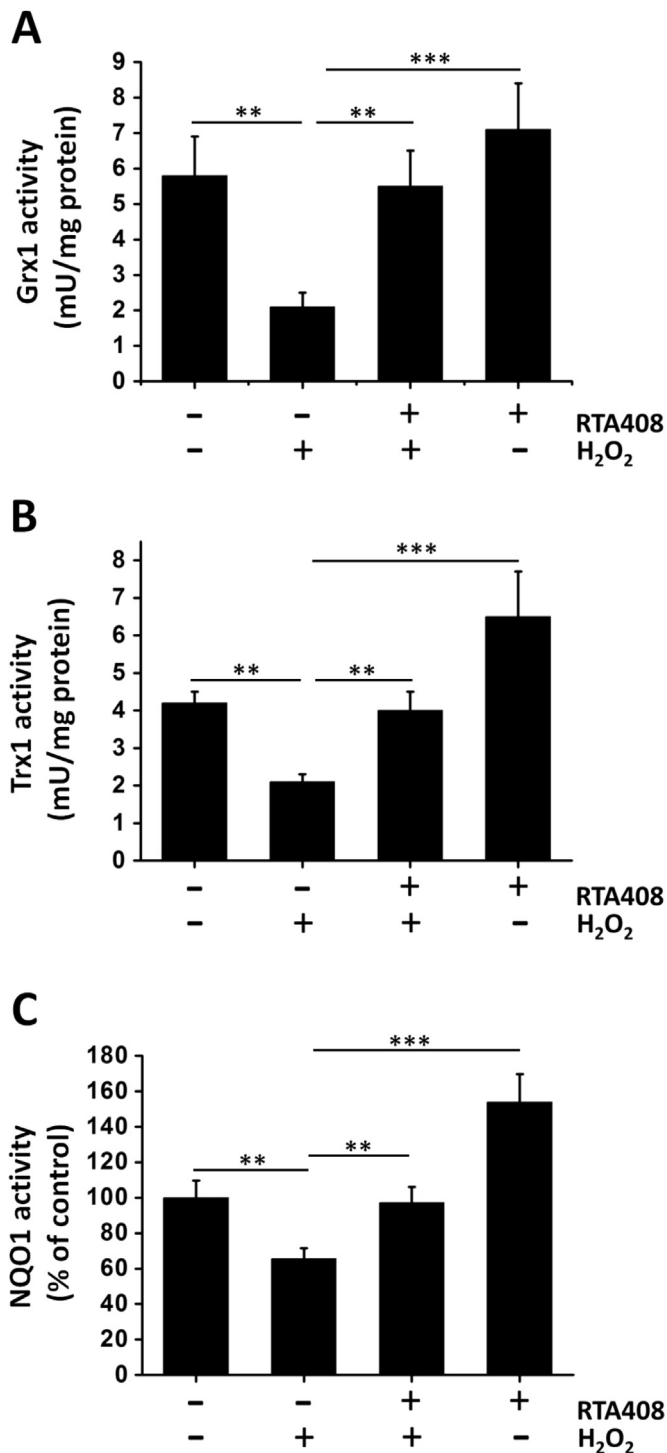 A
Grx1 activity
(mU/mg protein)
9
8
7
6
5
4
3
2
1
0
***
** **
− − + + RTA408
− + + − H₂O₂
B
Trx1 activity
(mU/mg protein)
8
7
6
5
4
3
2
1
0
***
** **
− − + + RTA408
− + + − H₂O₂
C
NQO1 activity
(% of control)
180
160
140
120
100
80
60
40
20
0
***
** **
− − + + RTA408
− + + − H₂O₂